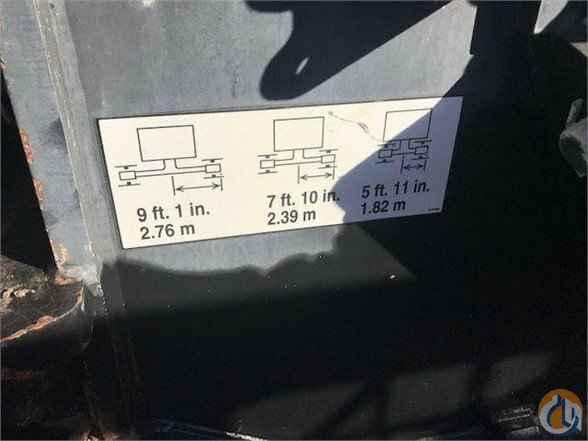 9 ft. 1 in.
2.76 m
7 ft. 10 in.
2.39 m
5 ft. 11 in.
1.82 m